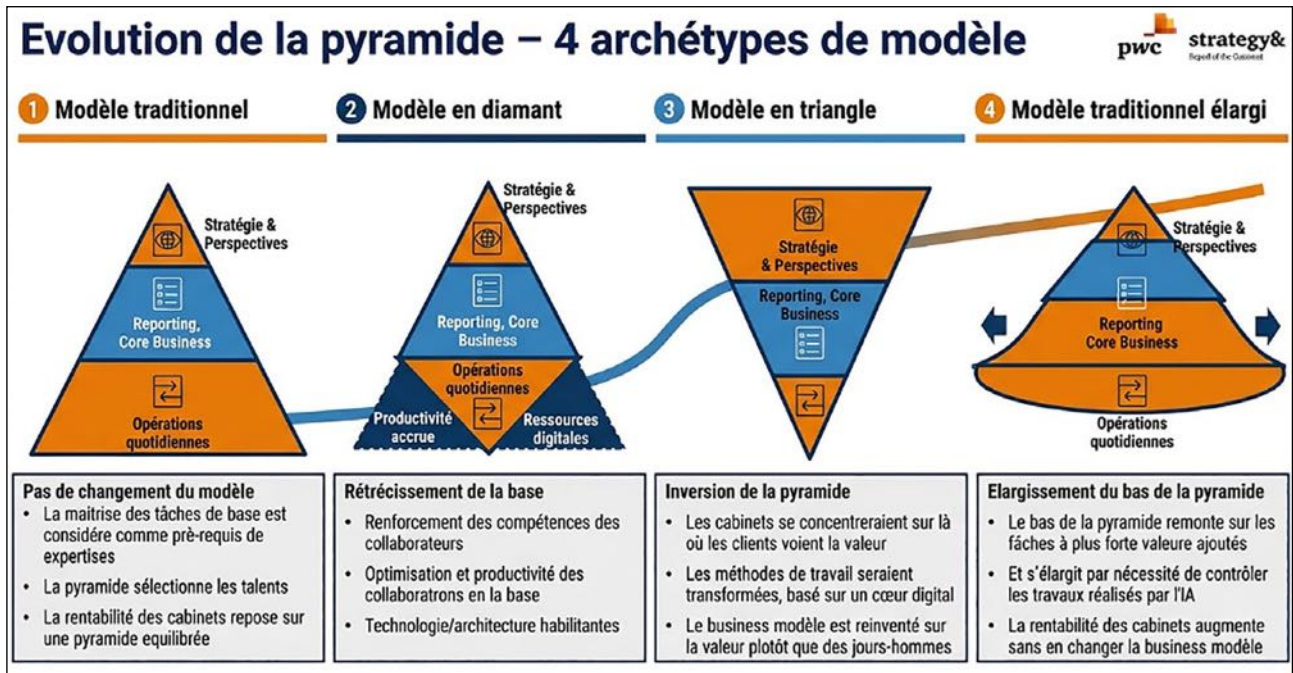 Evolution de la pyramide – 4 archétypes de modèle
pwc
strategy&
1 Modèle traditionnel
Stratégie &
Perspectives
Reporting,
Core Business
Opérations
quotidiennes
Pas de changement du modèle
• La maitrise des tâches de base est
considére comme prè-requis de
expertises
• La pyramide sélectionne les talents
• La rentabilité des cabinets repose sur
une pyramide equilibrée
2 Modèle en diamant
Stratégie &
Perspectives
Reporting, Core
Business
Opérations
quotidiennes
Productivité
accrue
Ressources
digitales
Rétrécissement de la base
• Renforcement des compétences des
collaborateurs
• Optimisation et productivité des
collaboratrons en la base
• Technologie/architecture habilitantes
3 Modèle en triangle
Stratégie
& Perspectives
Reporting, Core
Business
Inversion de la pyramide
• Les cabinets se concentreraient sur là
où les clients voient la valeur
• Les méthodes de travail seraient
transformées, basé sur un cœur digital
• Le business modèle est reinventé sur
la valeur plotôt que des jours-hommes
4 Modèle traditionnel élargi
Stratégie &
Perspectives
Reporting
Core Business
Opérations
quotidiennes
Elargissement du bas de la pyramide
• Le bas de la pyramide remonte sur les
fâches à plus forte valeure ajoutés
• Et s'élargit par nécessité de contrôler
les travaux réalisés par l'IA
• La rentabilité des cabinets augmente
sans en changer la business modèle